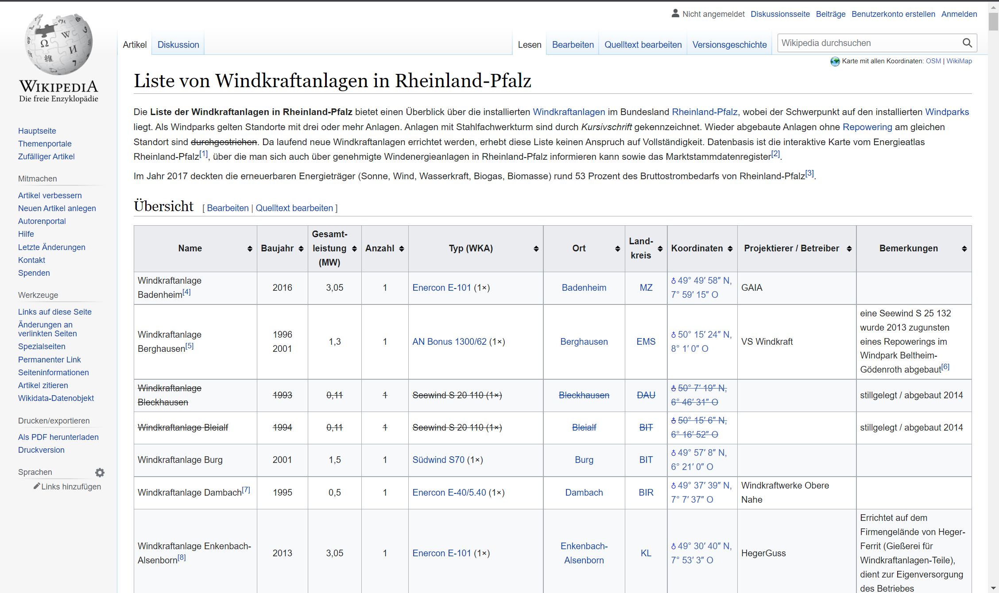 Nicht angemeldet Diskussionsseite Beiträge Benutzerkonto erstellen Anmelden
Artikel Diskussion Lesen Bearbeiten Quelltext bearbeiten Versionsgeschichte Wikipedia durchsuchen
WIKIPEDIA
Die freie Enzyklopädie
Hauptseite
Themenportale
Zufälliger Artikel
Mitmachen
Artikel verbessern
Neuen Artikel anlegen
Autorenportal
Hilfe
Letzte Änderungen
Kontakt
Spenden
Werkzeuge
Links auf diese Seite
Änderungen an
verlinkten Seiten
Spezialseiten
Permanenter Link
Seiteninformationen
Artikel zitieren
Wikidata-Datenobjekt
Drucken/exportieren
Als PDF herunterladen
Druckversion
Sprachen
Links hinzufügen
Karte mit allen Koordinaten: OSM | WikiMap
Liste von Windkraftanlagen in Rheinland-Pfalz
Die Liste der Windkraftanlagen in Rheinland-Pfalz bietet einen Überblick über die installierten Windkraftanlagen im Bundesland Rheinland-Pfalz, wobei der Schwerpunkt auf den installierten Windparks
liegt. Als Windparks gelten Standorte mit drei oder mehr Anlagen. Anlagen mit Stahlfachwerkturm sind durch Kursivschrift gekennzeichnet. Wieder abgebaute Anlagen ohne Repowering am gleichen
Standort sind durchgestrichen. Da laufend neue Windkraftanlagen errichtet werden, erhebt diese Liste keinen Anspruch auf Vollständigkeit. Datenbasis ist die interaktive Karte vom Energieatlas
Rheinland-Pfalz[1], über die man sich auch über genehmigte Windenergieanlagen in Rheinland-Pfalz informieren kann sowie das Marktstammdatenregister[2].
Im Jahr 2017 deckten die erneuerbaren Energieträger (Sonne, Wind, Wasserkraft, Biogas, Biomasse) rund 53 Prozent des Bruttostrombedarfs von Rheinland-Pfalz[3].
Übersicht [ Bearbeiten | Quelltext bearbeiten ]
Name
Baujahr
Gesamt-
leistung
(MW)
Anzahl
Typ (WKA)
Ort
Land-
kreis
Koordinaten
Projektierer / Betreiber
Bemerkungen
Windkraftanlage
Badenheim[4]
2016
3,05
1
Enercon E-101 (1×)
Badenheim
MZ
49° 49′ 58″ N,
7° 59′ 15″ O
GAIA
Windkraftanlage
Berghausen[5]
1996
2001
1,3
1
AN Bonus 1300/62 (1×)
Berghausen
EMS
50° 15′ 24″ N,
8° 1′ 0″ O
VS Windkraft
eine Seewind S 25 132
wurde 2013 zugunsten
eines Repowerings im
Windpark Beltheim-
Gödenroth abgebaut[6]
Windkraftanlage
Bleckhausen
1993
0,11
1
Seewind S 20 110 (1×)
Bleckhausen
DAU
50° 7′ 19″ N,
6° 46′ 31″ O
stillgelegt / abgebaut 2014
Windkraftanlage Bleialf
1994
0,11
1
Seewind S 20 110 (1×)
Bleialf
BIT
50° 15′ 6″ N,
6° 16′ 52″ O
stillgelegt / abgebaut 2014
Windkraftanlage Burg
2001
1,5
1
Südwind S70 (1×)
Burg
BIT
49° 57′ 8″ N,
6° 21′ 0″ O
Windkraftanlage Dambach[7]
1995
0,5
1
Enercon E-40/5.40 (1×)
Dambach
BIR
49° 37′ 39″ N,
7° 7′ 37″ O
Windkraftwerke Obere
Nahe
Windkraftanlage Enkenbach-
Alsenborn[8]
2013
3,05
1
Enercon E-101 (1×)
Enkenbach-
Alsenborn
KL
49° 30′ 40″ N,
7° 53′ 3″ O
HegerGuss
Errichtet auf dem
Firmengelände von Heger-
Ferrit (Gießerei für
Windkraftanlagen-Teile),
dient zur Eigenversorgung
des Betriebes